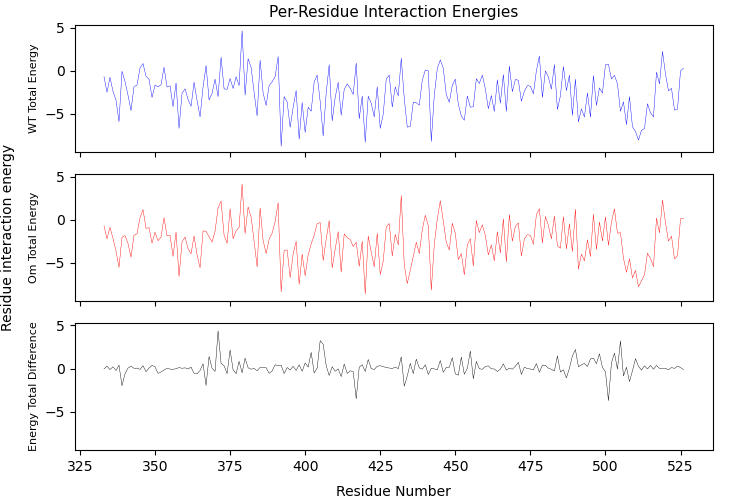 Per-Residue Interaction Energies
Residue interaction energy
WT Total Energy
5
0
−5
Om Total Energy
5
0
−5
Energy Total Difference
5
0
−5
325 350 375 400 425 450 475 500 525
Residue Number